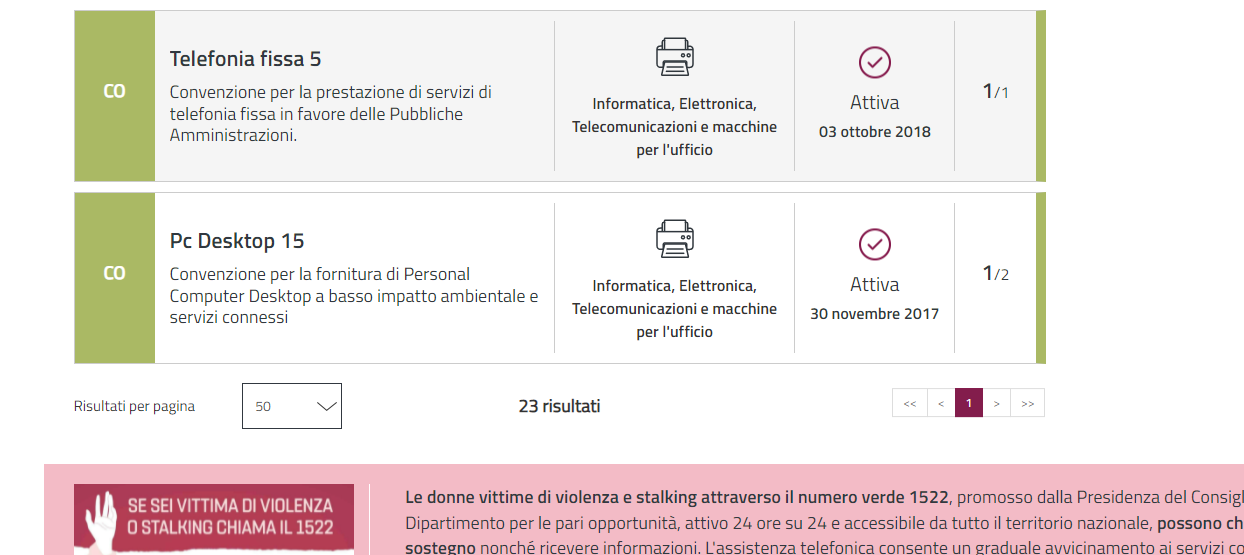 CO
Telefonia fissa 5
Convenzione per la prestazione di servizi di
telefonia fissa in favore delle Pubbliche
Amministrazioni.
Informatica, Elettronica,
Telecomunicazioni e macchine
per l'ufficio
Attiva
03 ottobre 2018
1/1
CO
Pc Desktop 15
Convenzione per la fornitura di Personal
Computer Desktop a basso impatto ambientale e
servizi connessi
Informatica, Elettronica,
Telecomunicazioni e macchine
per l'ufficio
Attiva
30 novembre 2017
1/2
Risultati per pagina
50
23 risultati
<< < 1 > >>
SE SEI VITTIMA DI VIOLENZA
O STALKING CHIAMA IL 1522
Le donne vittime di violenza e stalking attraverso il numero verde 1522, promosso dalla Presidenza del Consigl
Dipartimento per le pari opportunità, attivo 24 ore su 24 e accessibile da tutto il territorio nazionale, possono ch
sostegno nonché ricevere informazioni. L'assistenza telefonica consente un graduale avvicinamento ai servizi co